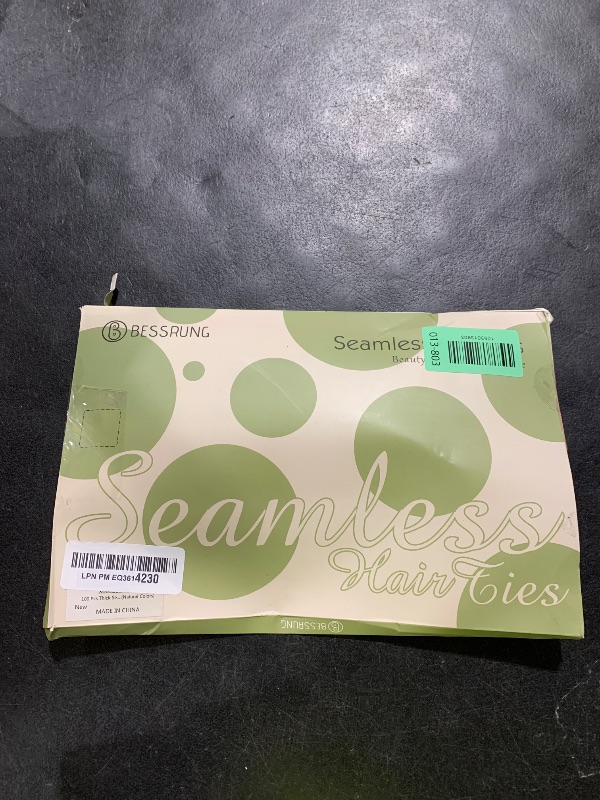 BESSRUNG
Seamles
Beauty
013-803
Seamless
Hair Ties
LPN PM EQ3614230
New
MADE IN CHINA
BESSRUNG